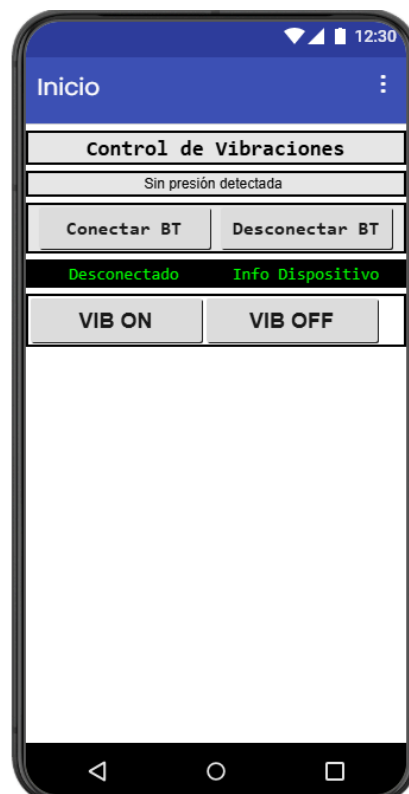 12:30
Inicio
Control de Vibraciones
Sin presión detectada
Conectar BT Desconectar BT
Desconectado Info Dispositivo
VIB ON VIB OFF